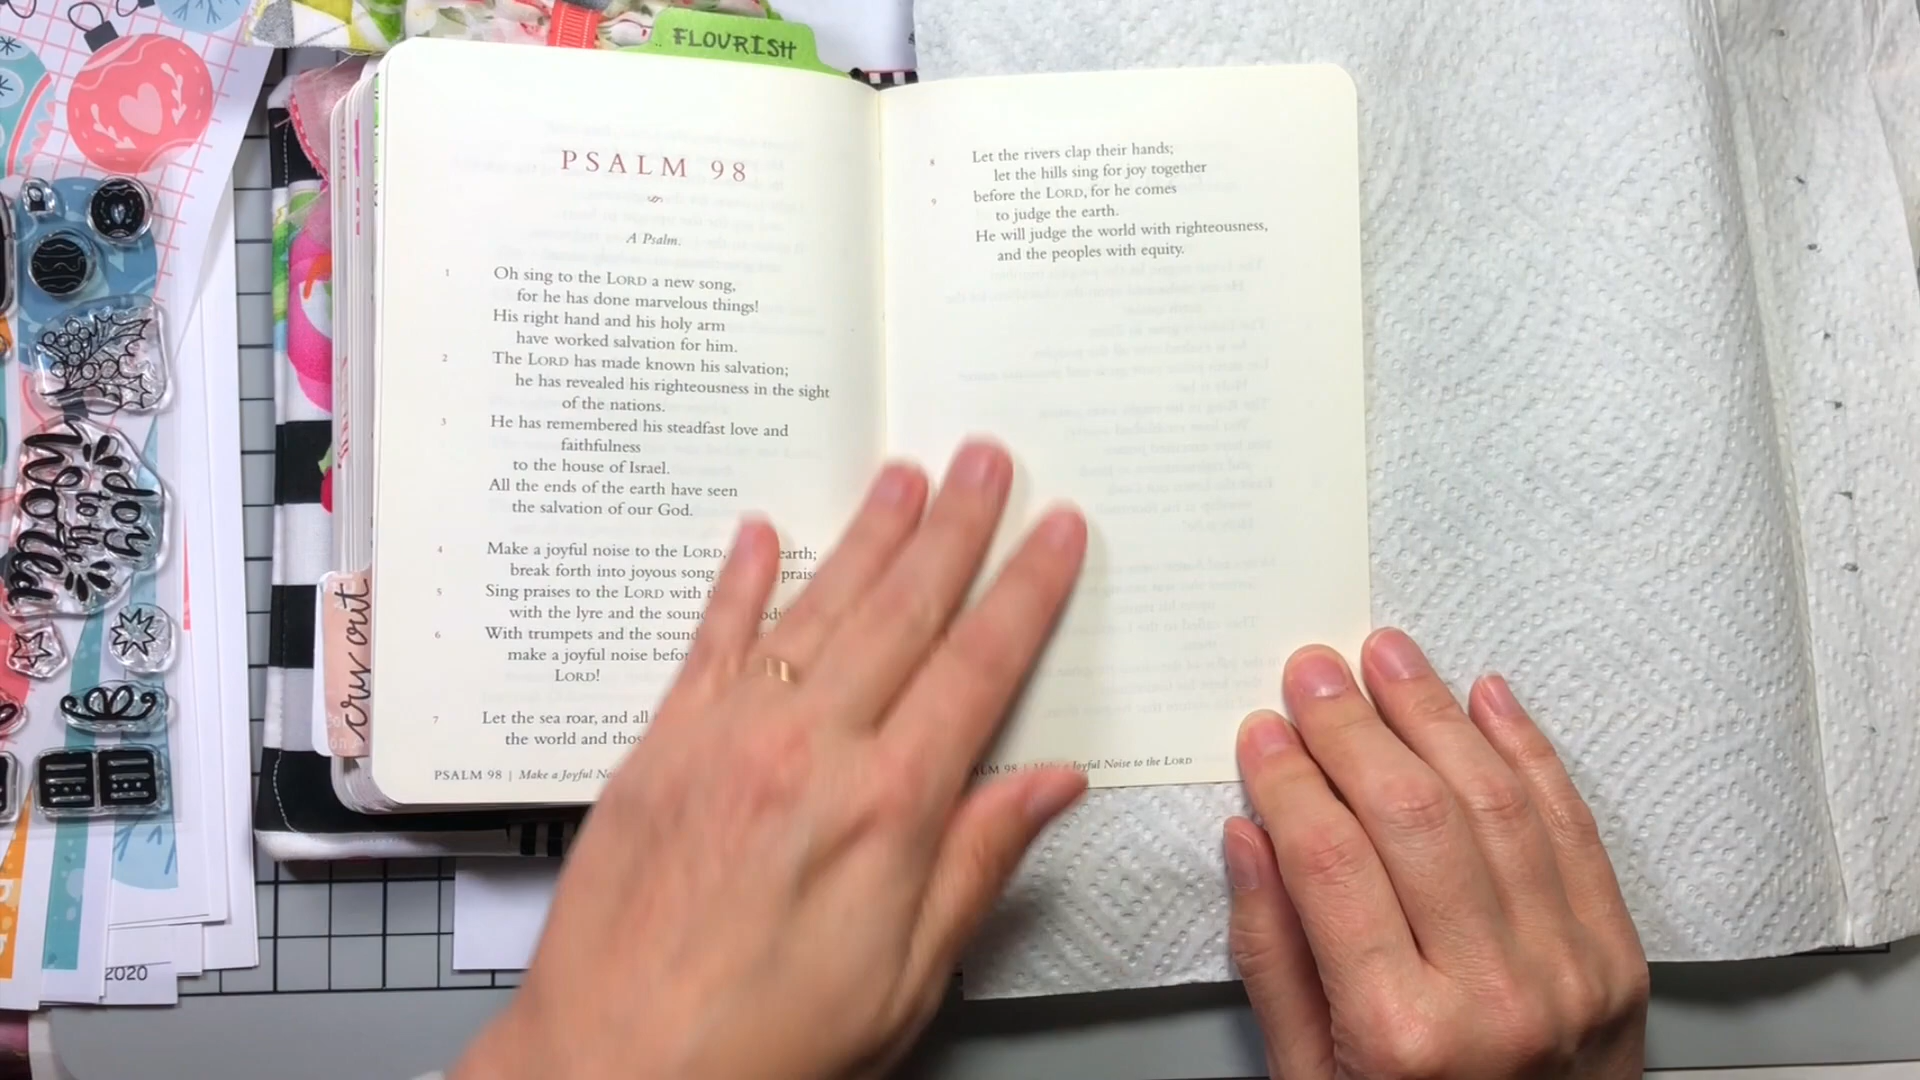 FLOURISH
PSALM 98
A Psalm.
1 Oh sing to the LORD a new song,
for he has done marvelous things!
His right hand and his holy arm
have worked salvation for him.
2 The LORD has made known his salvation;
he has revealed his righteousness in the sight
of the nations.
3 He has remembered his steadfast love and
faithfulness
to the house of Israel.
All the ends of the earth have seen
the salvation of our God.
4 Make a joyful noise to the LORD, earth;
break forth into joyous song
5 Sing praises to the LORD with
with the lyre and the sound
6 With trumpets and the sound
make a joyful noise
LORD!
7 Let the sea roar, and all
the world and
PSALM 98 | Make a Joyful
8 Let the rivers clap their hands;
let the hills sing for joy together
9 before the LORD, for he comes
to judge the earth.
He will judge the world with righteousness,
and the peoples with equity.
98 | Make a Joyful Noise to the LORD
cry out
Joy
to the
World
2020